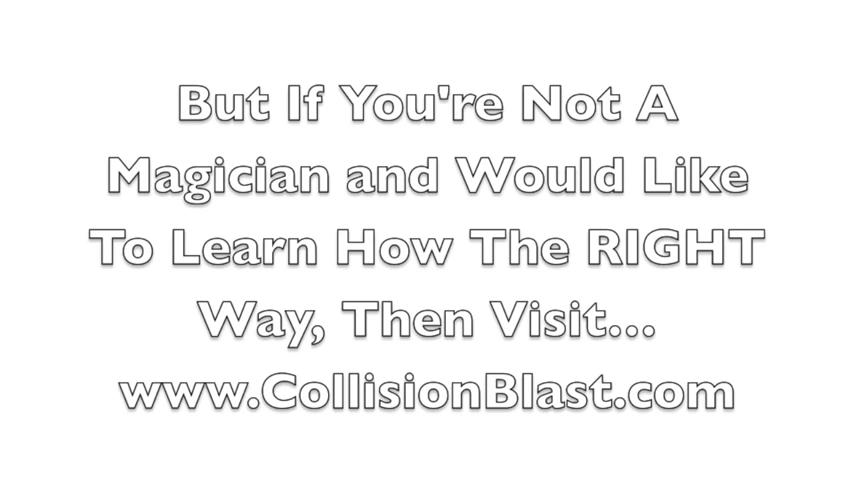 But If You're Not A
Magician and Would Like
To Learn How The RIGHT
Way, Then Visit...
www.CollisionBlast.com